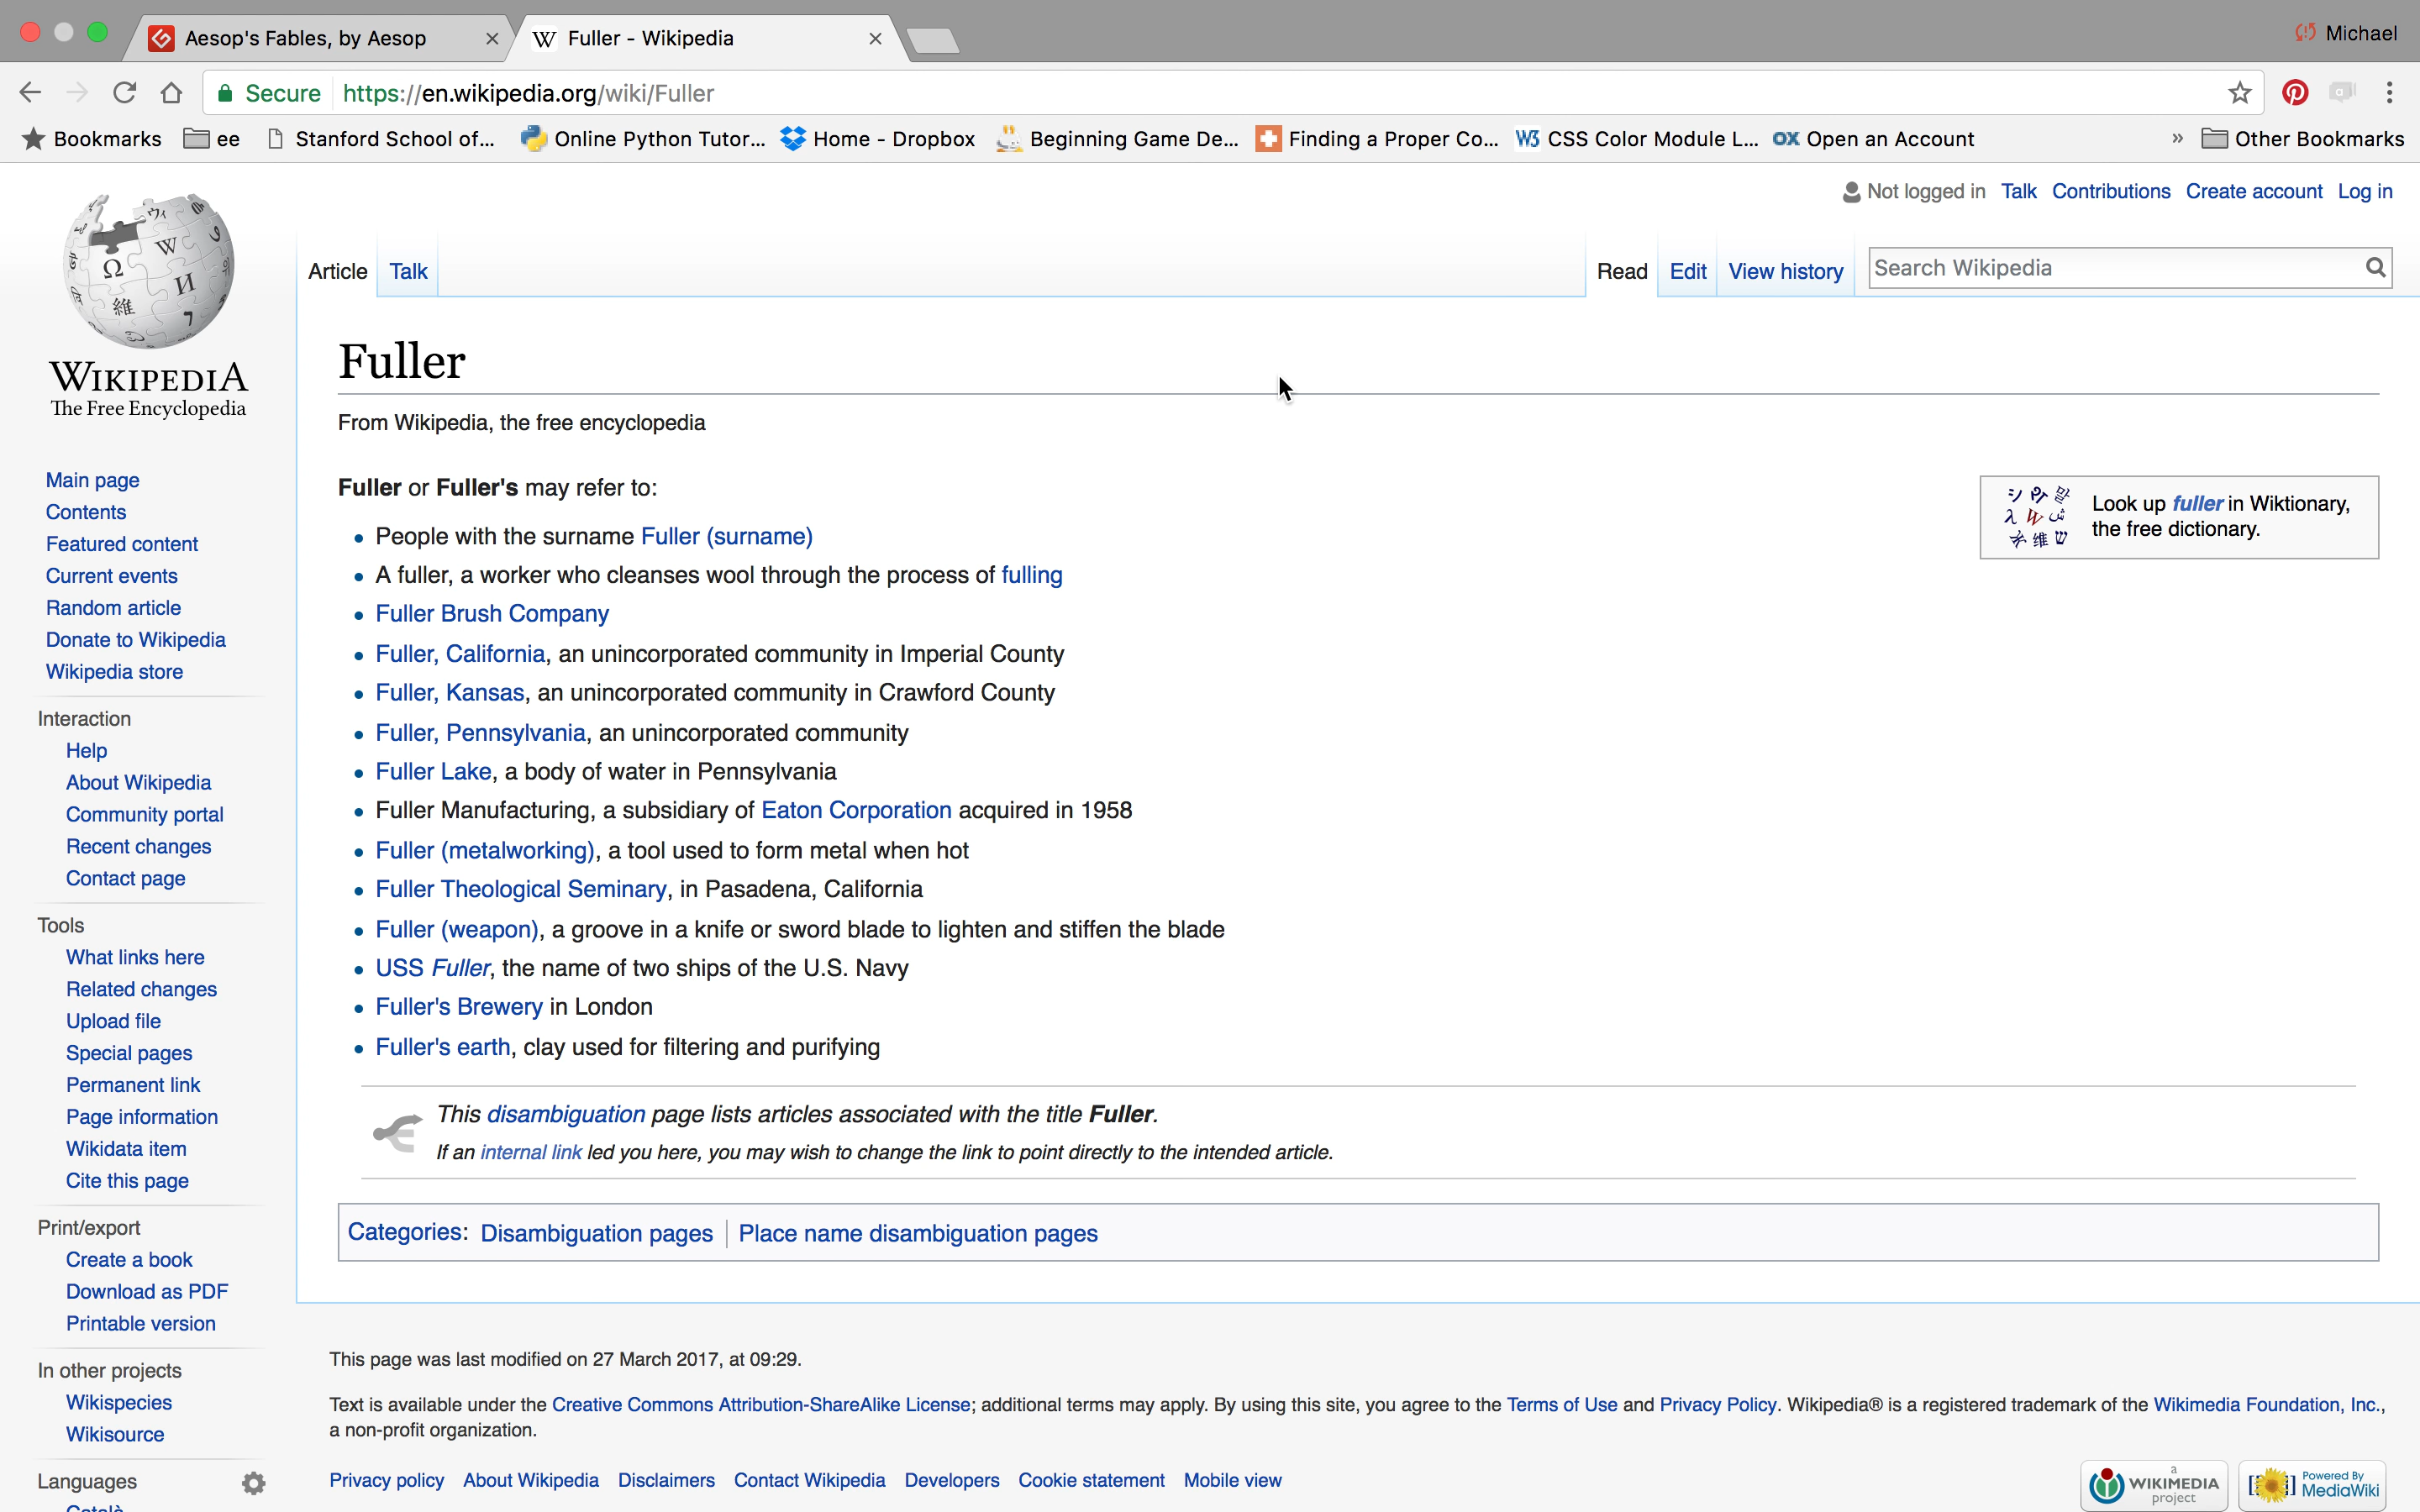 Aesop's Fables, by Aesop
Fuller - Wikipedia
Michael
Secure https://en.wikipedia.org/wiki/Fuller
Bookmarks ee Stanford School of... Online Python Tutor... Home - Dropbox Beginning Game De... Finding a Proper Co... CSS Color Module L... Open an Account » Other Bookmarks
Not logged in Talk Contributions Create account Log in
Article Talk Read Edit View history Search Wikipedia
WIKIPEDIA
The Free Encyclopedia
Main page
Contents
Featured content
Current events
Random article
Donate to Wikipedia
Wikipedia store
Interaction
Help
About Wikipedia
Community portal
Recent changes
Contact page
Tools
What links here
Related changes
Upload file
Special pages
Permanent link
Page information
Wikidata item
Cite this page
Print/export
Create a book
Download as PDF
Printable version
In other projects
Wikispecies
Wikisource
Languages
Fuller
From Wikipedia, the free encyclopedia
Fuller or Fuller's may refer to:
• People with the surname Fuller (surname)
• A fuller, a worker who cleanses wool through the process of fulling
• Fuller Brush Company
• Fuller, California, an unincorporated community in Imperial County
• Fuller, Kansas, an unincorporated community in Crawford County
• Fuller, Pennsylvania, an unincorporated community
• Fuller Lake, a body of water in Pennsylvania
• Fuller Manufacturing, a subsidiary of Eaton Corporation acquired in 1958
• Fuller (metalworking), a tool used to form metal when hot
• Fuller Theological Seminary, in Pasadena, California
• Fuller (weapon), a groove in a knife or sword blade to lighten and stiffen the blade
• USS Fuller, the name of two ships of the U.S. Navy
• Fuller's Brewery in London
• Fuller's earth, clay used for filtering and purifying
Look up fuller in Wiktionary,
the free dictionary.
This disambiguation page lists articles associated with the title Fuller.
If an internal link led you here, you may wish to change the link to point directly to the intended article.
Categories: Disambiguation pages | Place name disambiguation pages
This page was last modified on 27 March 2017, at 09:29.
Text is available under the Creative Commons Attribution-ShareAlike License; additional terms may apply. By using this site, you agree to the Terms of Use and Privacy Policy. Wikipedia® is a registered trademark of the Wikimedia Foundation, Inc.,
a non-profit organization.
Privacy policy About Wikipedia Disclaimers Contact Wikipedia Developers Cookie statement Mobile view
a
WIKIMEDIA
project
Powered By
MediaWiki